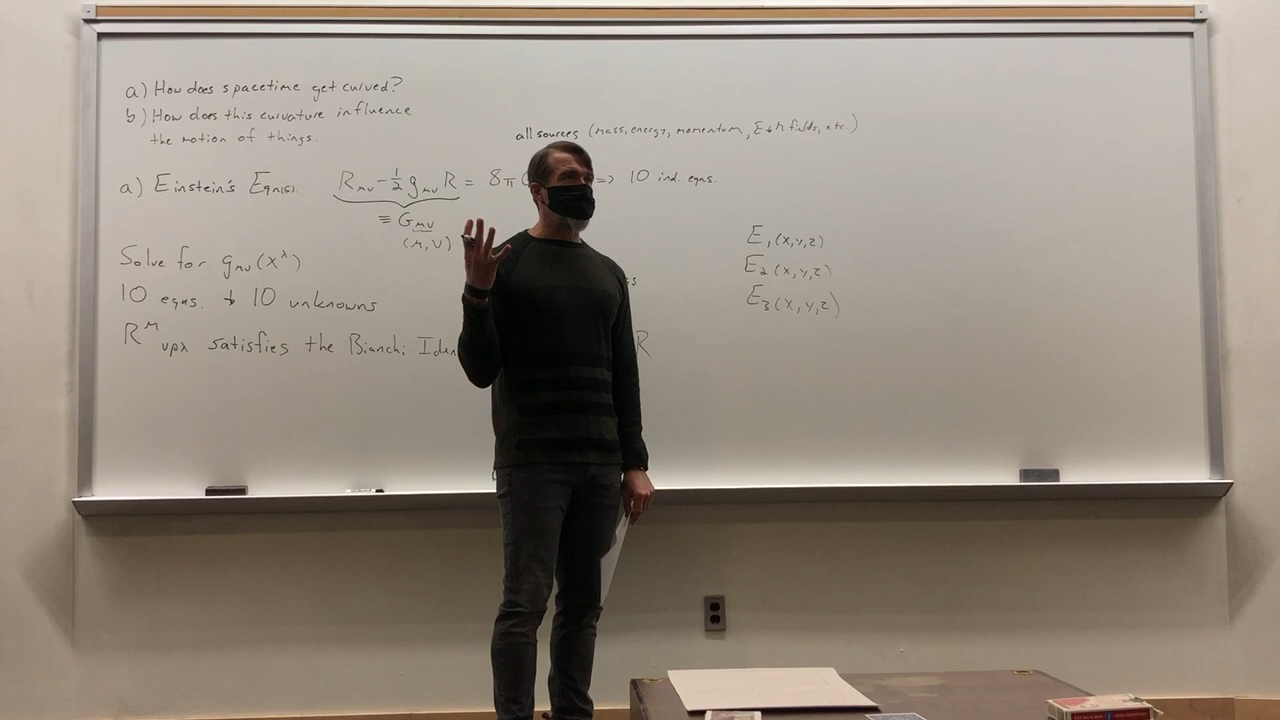 a) How does spacetime get curved?
b) How does this curvature influence
the motion of things.
all sources (mass, energy, momentum, E & M fields, etc.)
a) Einstein's Eqn(s). Rμν - 1/2 gμν R = 8π => 10 ind. eqns.
≡ Gμν
(μ,ν)
Solve for gμν(x^λ)
10 eqns. & 10 unknowns
R^μ νρλ satisfies the Bianchi Iden R
E1(x,y,z)
E2(x,y,z)
E3(x,y,z)